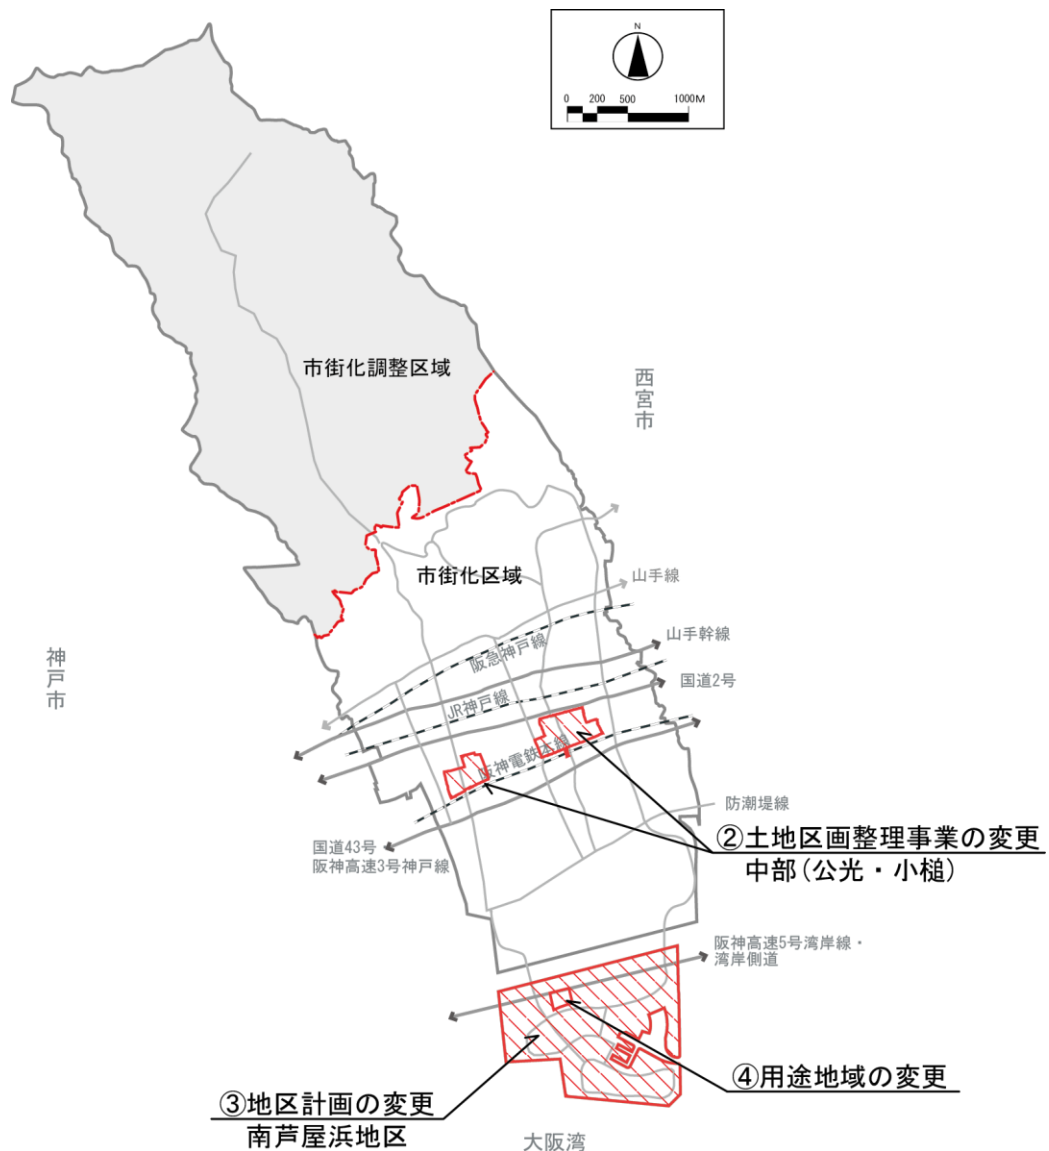 N
0 200 500 1000M
市街化調整区域
西宮市
市街化区域
山手線
神戸市
阪急神戸線
山手幹線
JR神戸線
国道2号
阪神電鉄本線
防潮堤線
②土地区画整理事業の変更
中部(公光・小槌)
国道43号
阪神高速3号神戸線
阪神高速5号湾岸線・
湾岸側道
④用途地域の変更
③地区計画の変更
南芦屋浜地区
大阪湾